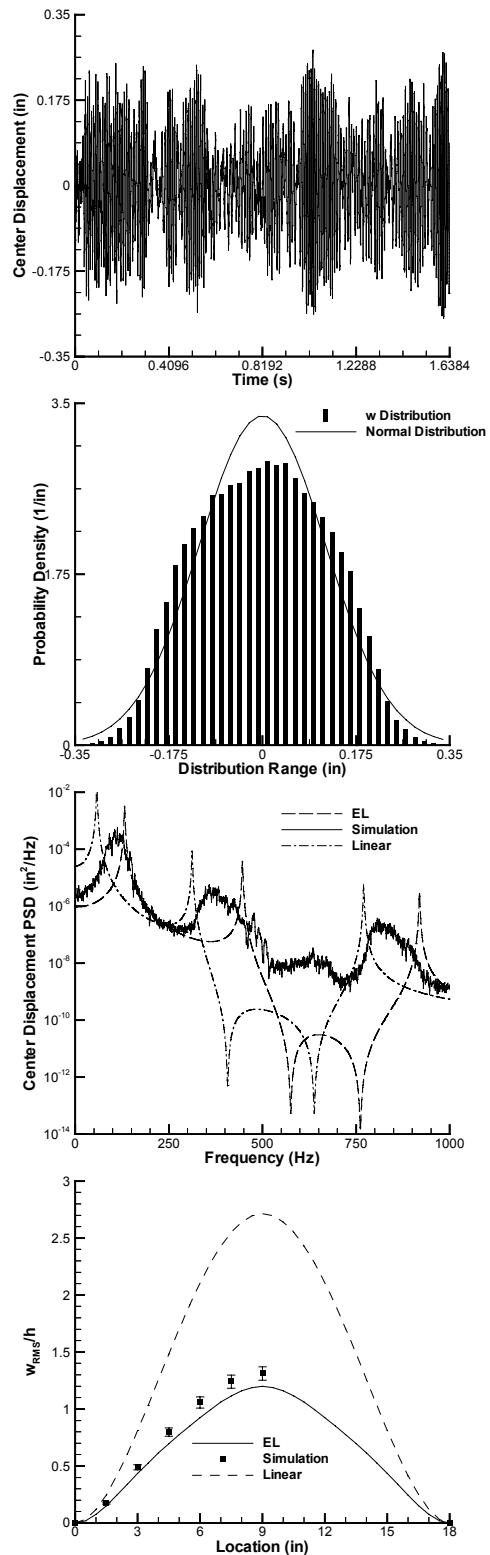 0.35
0.175
0
-0.175
-0.35
Center Displacement (in)
0 0.4096 0.8192 1.2288 1.6384
Time (s)
3.5
1.75
0
Probability Density (1/in)
w Distribution
Normal Distribution
-0.35 -0.175 0 0.175 0.35
Distribution Range (in)
10-2
10-4
10-6
10-8
10-10
10-12
10-14
Center Displacement PSD (in2/Hz)
EL
Simulation
Linear
0 250 500 750 1000
Frequency (Hz)
3
2.5
2
1.5
1
0.5
0
wRMS/h
EL
Simulation
Linear
0 3 6 9 12 15 18
Location (in)